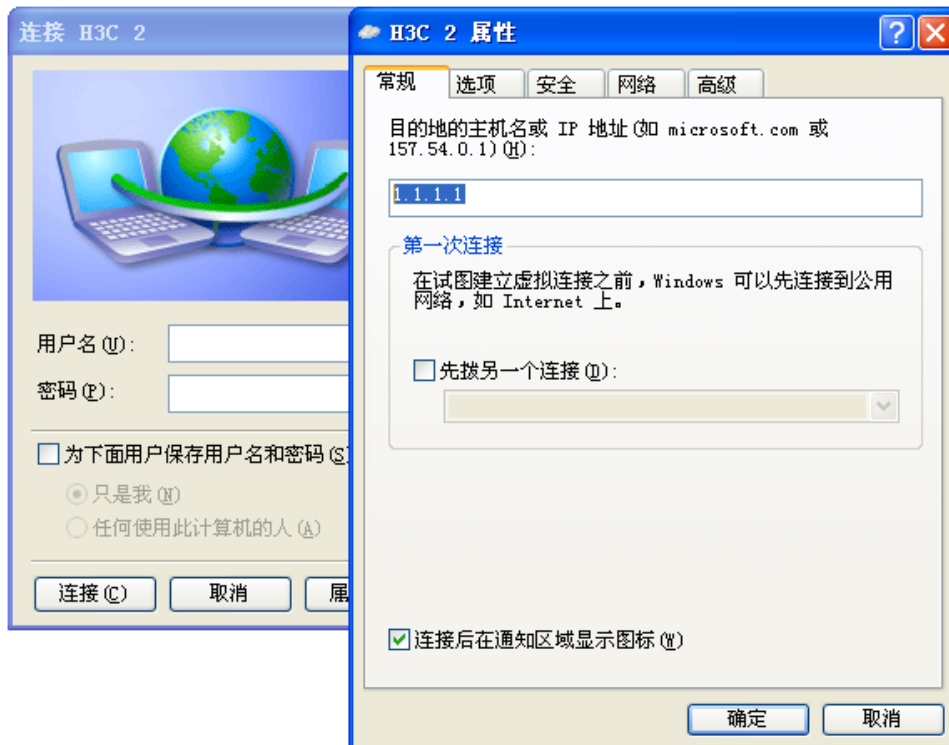 连接 H3C 2
用户名(U):
密码(P):
为下面用户保存用户名和密码(S)
只是我(N)
任何使用此计算机的人(A)
连接(C)
取消
属
H3C 2 属性
常规
选项
安全
网络
高级
目的地的主机名或 IP 地址(如 microsoft.com 或
157.54.0.1)(H):
1.1.1.1
第一次连接
在试图建立虚拟连接之前，Windows 可以先连接到公用
网络，如 Internet 上。
先拨另一个连接(D):
连接后在通知区域显示图标(W)
确定
取消